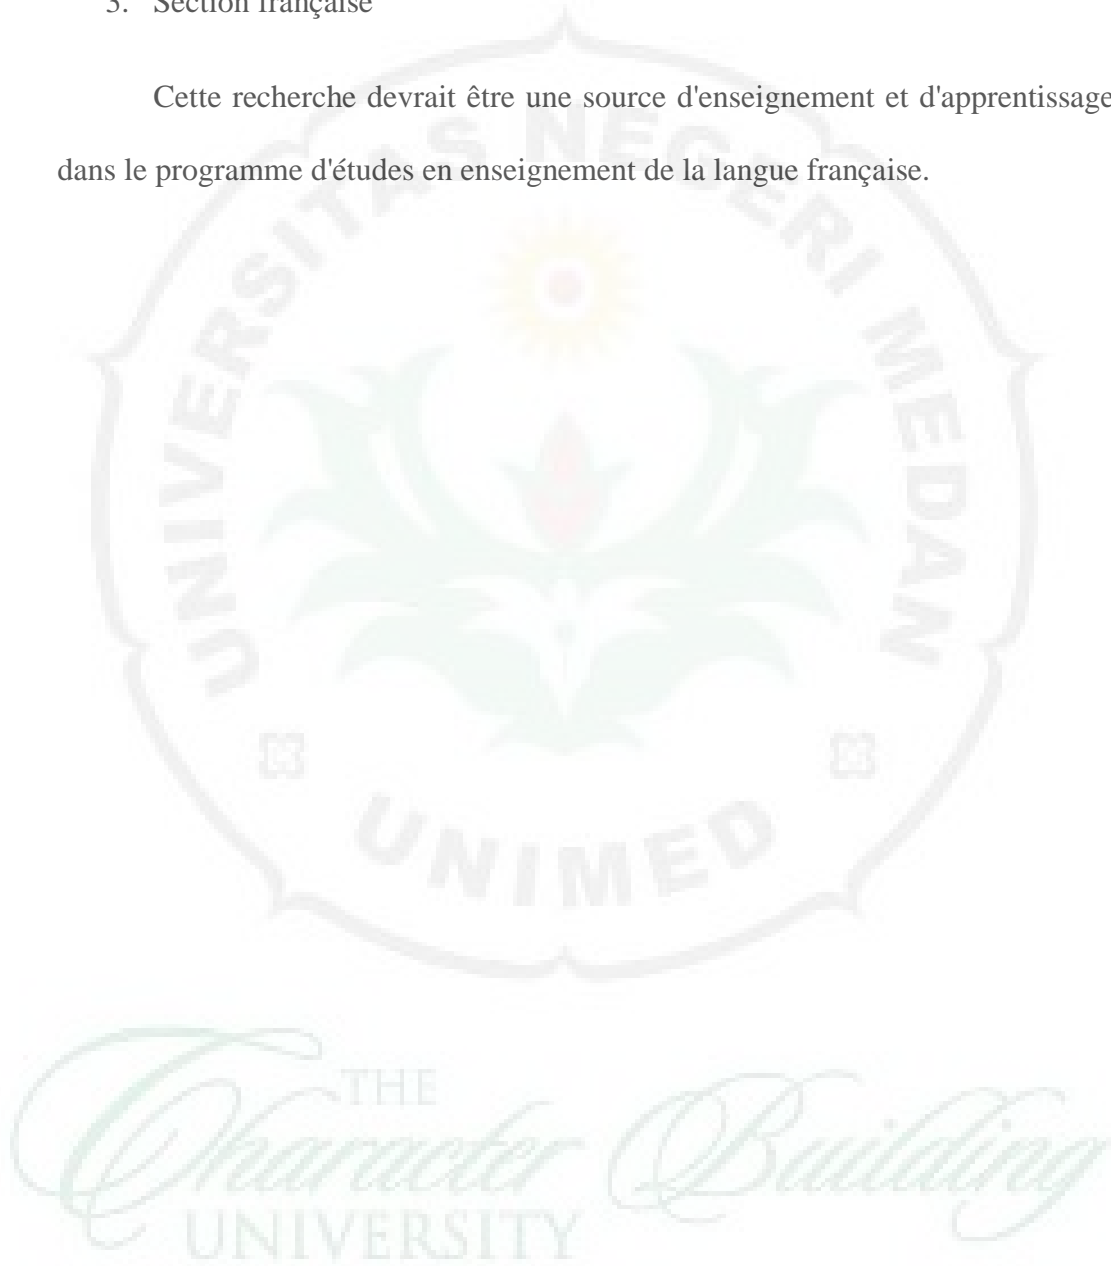 3. Section française
Cette recherche devrait être une source d'enseignement et d'apprentissage
dans le programme d'études en enseignement de la langue française.
UNIVERSITAS NEGERI MEDAN
UNIMED
THE
Character Building
UNIVERSITY